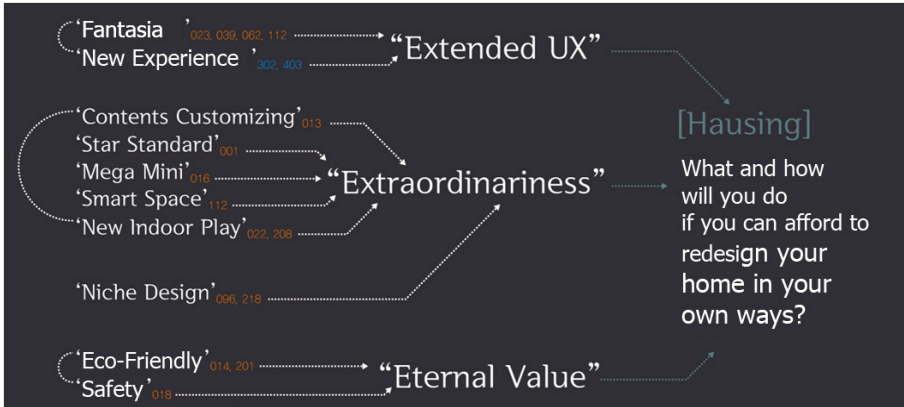 ‘Fantasia ’023, 039, 062, 112
“Extended UX”
‘New Experience ’302, 403
‘Contents Customizing’013
‘Star Standard’001
‘Mega Mini’016
“Extraordinariness”
‘Smart Space’112
‘New Indoor Play’022, 208
‘Niche Design’096, 218
‘Eco-Friendly’014, 201
“Eternal Value”
‘Safety’018
[Hausing]
What and how
will you do
if you can afford to
redesign your
home in your
own ways?